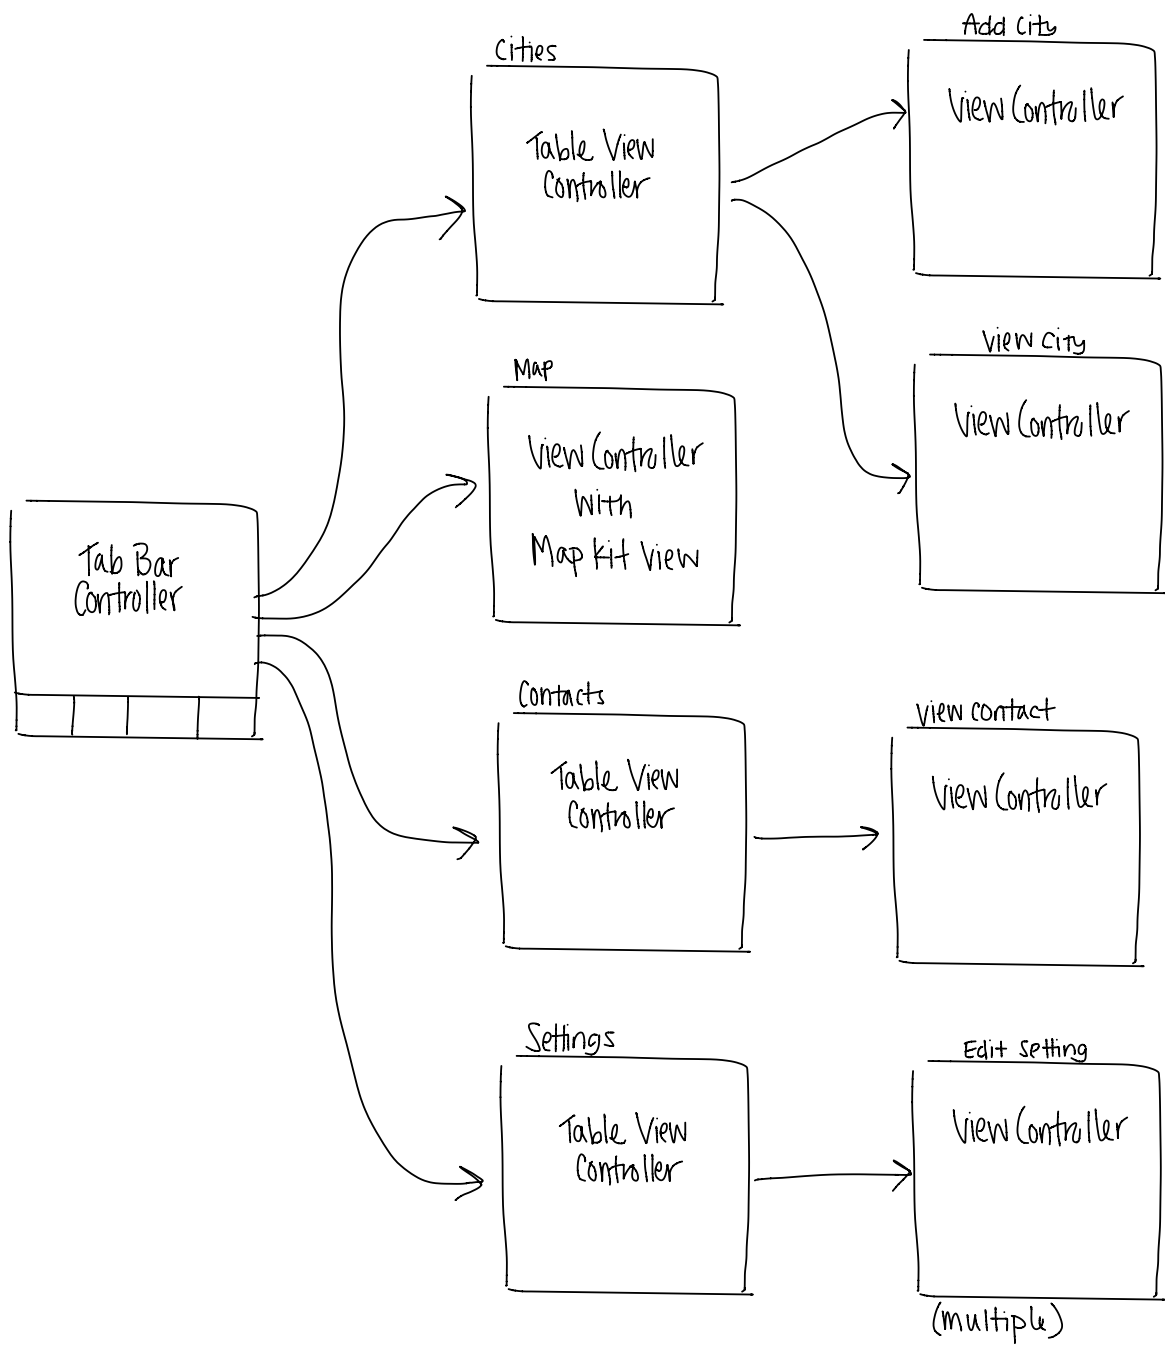 Cities
Table View
Controller
Add City
View Controller
View City
View Controller
Map
View Controller
With
Map Kit View
Tab Bar
Controller
Contacts
Table View
Controller
View Contact
View Controller
Settings
Table View
Controller
Edit Setting
View Controller
(multiple)